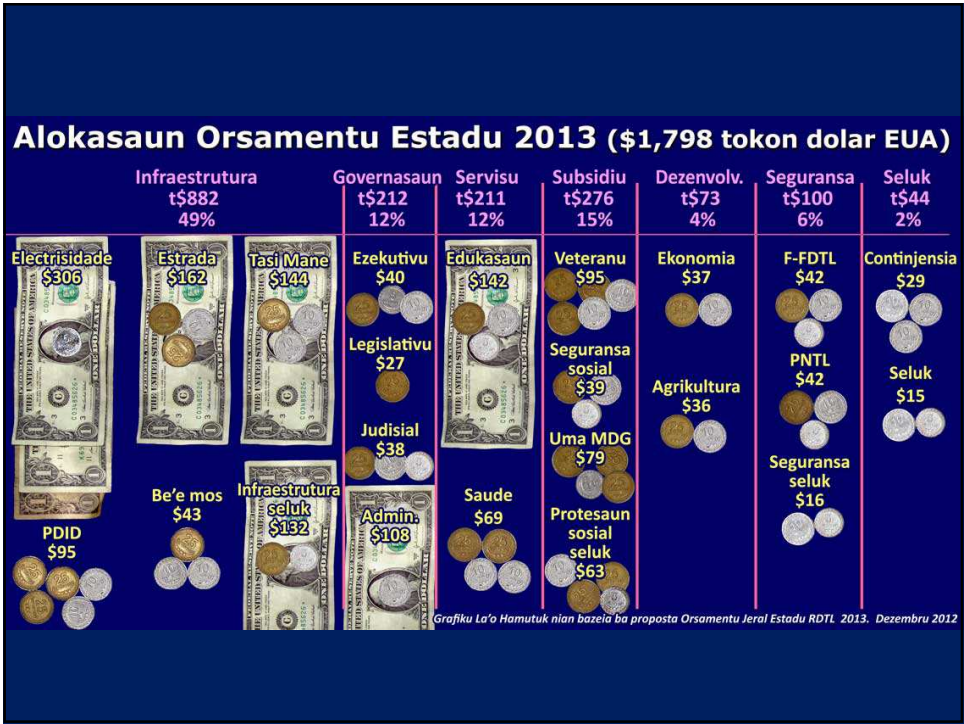 Alokasaun Orsamentu Estadu 2013 ($1,798 tokon dolar EUA)
Infraestrutura
t$882
49%
Governasaun
t$212
12%
Servisu
t$211
12%
Subsidiu
t$276
15%
Dezenvolv.
t$73
4%
Seguransa
t$100
6%
Seluk
t$44
2%
Electrisidade
$306
Estrada
$162
Tasi Mane
$144
PDID
$95
Be'e mos
$43
Infraestrutura
seluk
$132
Ezekutivu
$40
Legislativu
$27
Judisial
$38
Admin.
$108
Edukasaun
$142
Saude
$69
Veteranu
$95
Seguransa
sosial
$39
Uma MDG
$79
Protesaun
sosial
seluk
$63
Ekonomia
$37
Agrikultura
$36
F-FDTL
$42
PNTL
$42
Seguransa
seluk
$16
Continjensia
$29
Seluk
$15
Grafiku La'o Hamutuk nian bazeia ba proposta Orsamentu Jeral Estadu RDTL 2013. Dezembru 2012